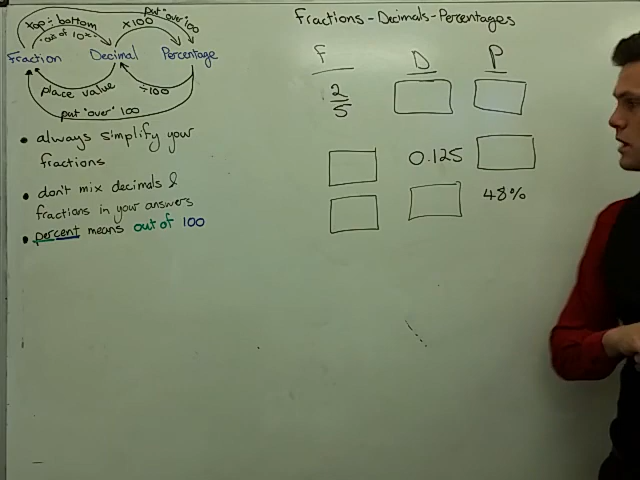 Fractions - Decimals - Percentages
put "over" 100
top ÷ bottom
x100
"out of 10..."
Fraction Decimal Percentage
place value
÷100
put "over" 100
• always simplify your
fractions
• don't mix decimals &
fractions in your answers
• percent means out of 100
F D P
2/5
0.125
48%